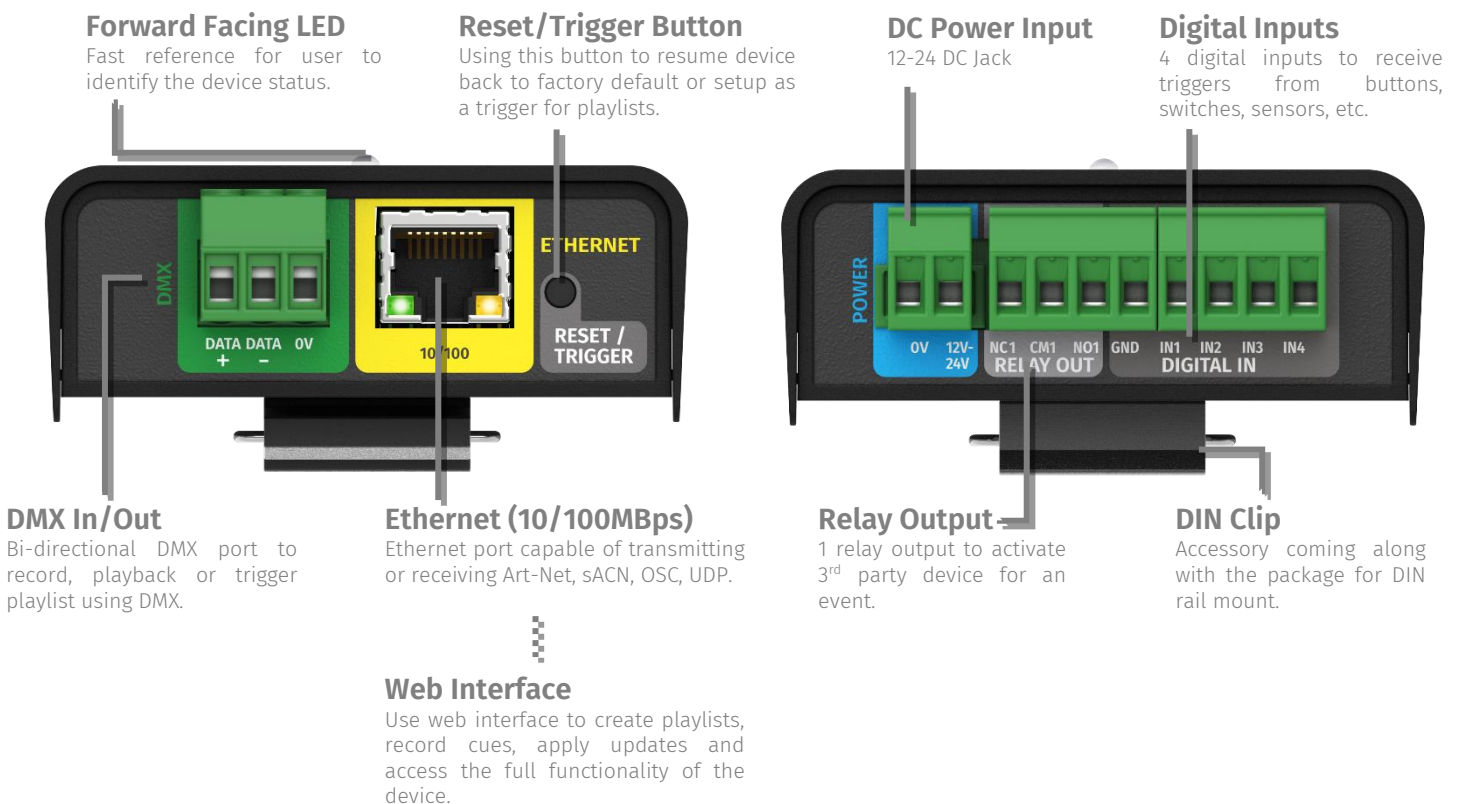 Forward Facing LED
Fast reference for user to
identify the device status.
Reset/Trigger Button
Using this button to resume device
back to factory default or setup as
a trigger for playlists.
DC Power Input
12-24 DC Jack
Digital Inputs
4 digital inputs to receive
triggers from buttons,
switches, sensors, etc.
DMX
DATA DATA 0V
+ −
ETHERNET
10/100
RESET /
TRIGGER
POWER
0V 12V-
24V
NC1 CM1 NO1 GND IN1 IN2 IN3 IN4
RELAY OUT DIGITAL IN
DMX In/Out
Bi-directional DMX port to
record, playback or trigger
playlist using DMX.
Ethernet (10/100MBps)
Ethernet port capable of transmitting
or receiving Art-Net, sACN, OSC, UDP.
Web Interface
Use web interface to create playlists,
record cues, apply updates and
access the full functionality of the
device.
Relay Output
1 relay output to activate
3rd party device for an
event.
DIN Clip
Accessory coming along
with the package for DIN
rail mount.